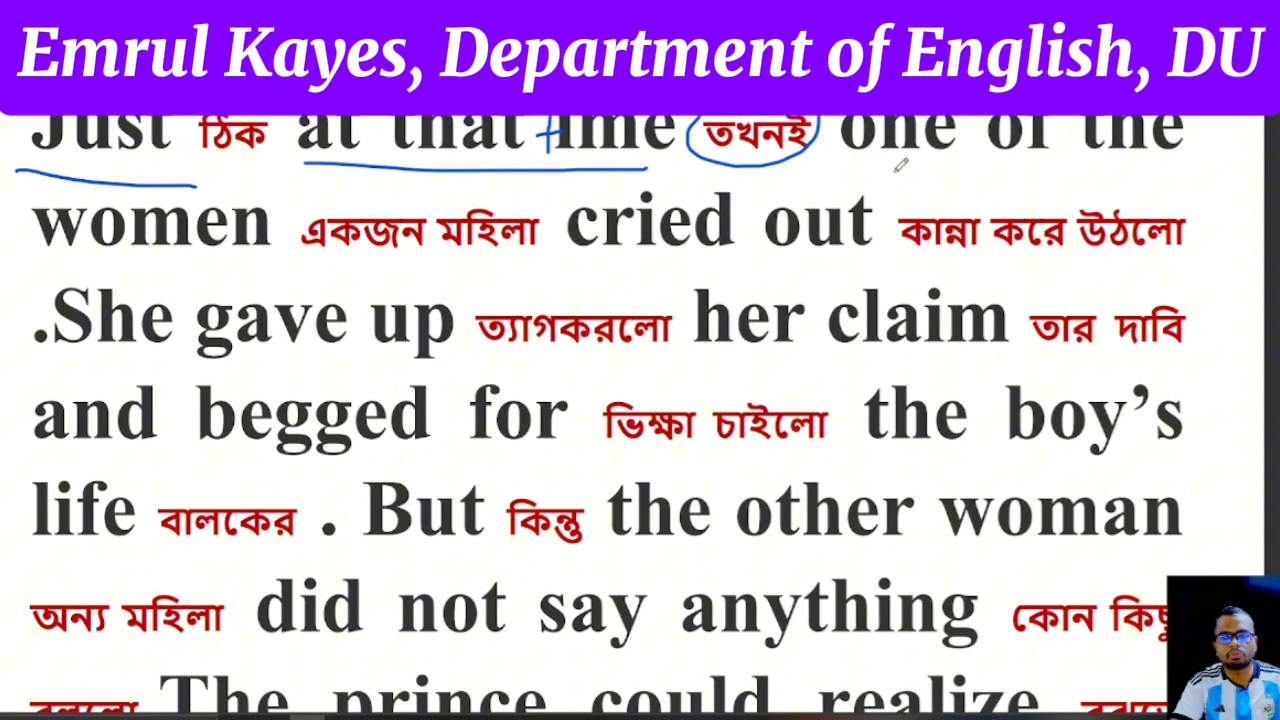 Emrul Kayes, Department of English, DU
Just ঠিক at that time তখনই one of the
women একজন মহিলা cried out কান্না করে উঠলো
.She gave up ত্যাগকরলো her claim তার দাবি
and begged for ভিক্ষা চাইলো the boy’s
life বালকের . But কিন্তু the other woman
অন্য মহিলা did not say anything কোন কিছু
The prince could realize